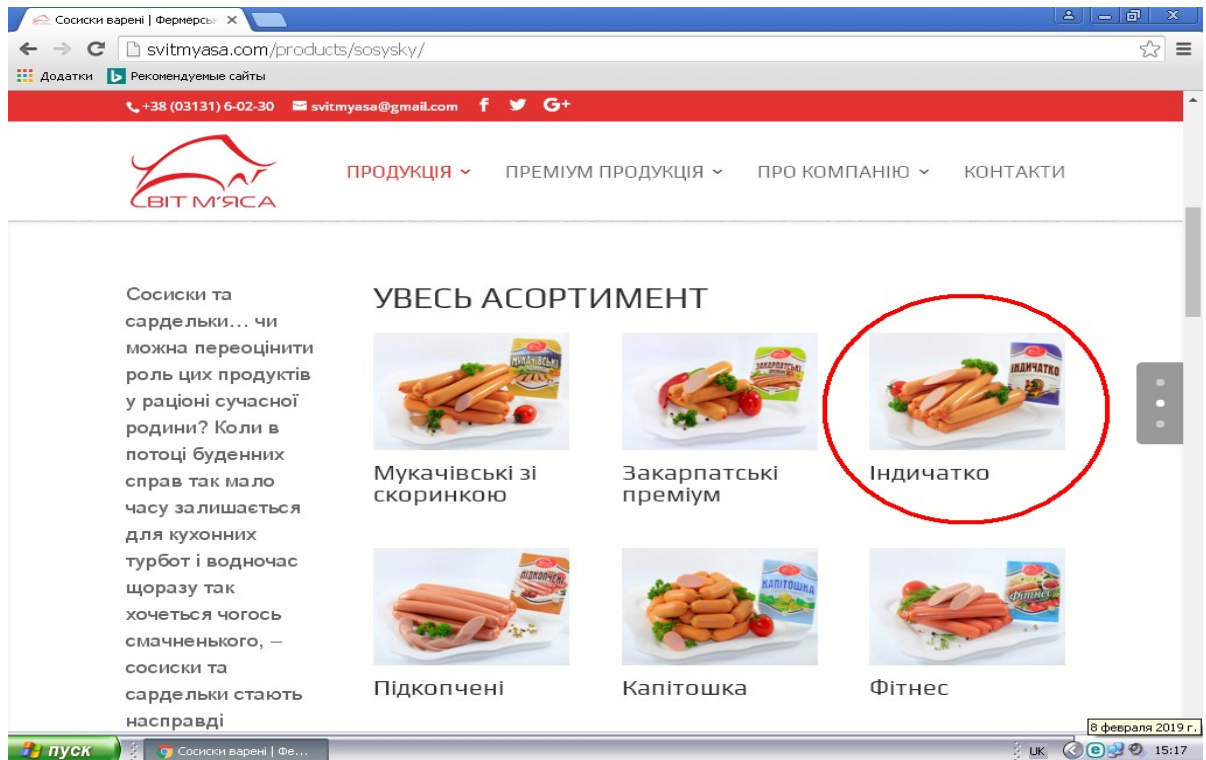 Сосиски варені | Фермерськ
svitmyasa.com/products/sosysky/
Додатки Рекомендуемые сайты
+38 (03131) 6-02-30 svitmyasa@gmail.com f G+
СВІТ М'ЯСА
ПРОДУКЦІЯ ПРЕМІУМ ПРОДУКЦІЯ ПРО КОМПАНІЮ КОНТАКТИ
Сосиски та
сардельки... чи
можна переоцінити
роль цих продуктів
у раціоні сучасної
родини? Коли в
потоці буденних
справ так мало
часу залишається
для кухонних
турбот і водночас
щоразу так
хочеться чогось
смачненького, –
сосиски та
сардельки стають
насправді
УВЕСЬ АСОРТИМЕНТ
МУКАЧІВСЬКІ
ЗАКАРПАТСЬКІ
ІНДИЧАТКО
Мукачівські зі
скоринкою
Закарпатські
преміум
Індичатко
ПІДКОПЧЕНІ
КАПІТОШКА
Фітнес
Підкопчені
Капітошка
Фітнес
8 февраля 2019 г.
пуск
Сосиски варені | Фе...
UK
15:17